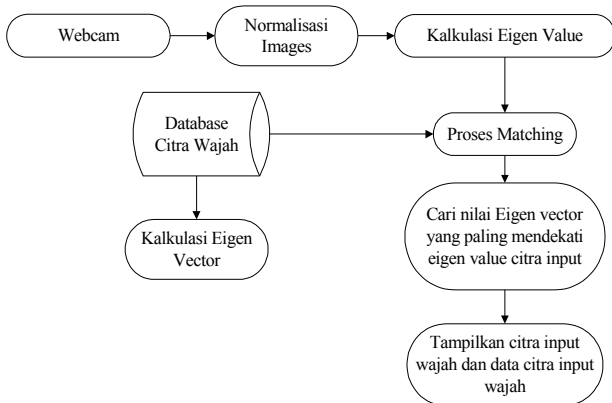 Webcam
Normalisasi
Images
Kalkulasi Eigen Value
Database
Citra Wajah
Proses Matching
Kalkulasi Eigen
Vector
Cari nilai Eigen vector
yang paling mendekati
eigen value citra input
Tampilkan citra input
wajah dan data citra input
wajah